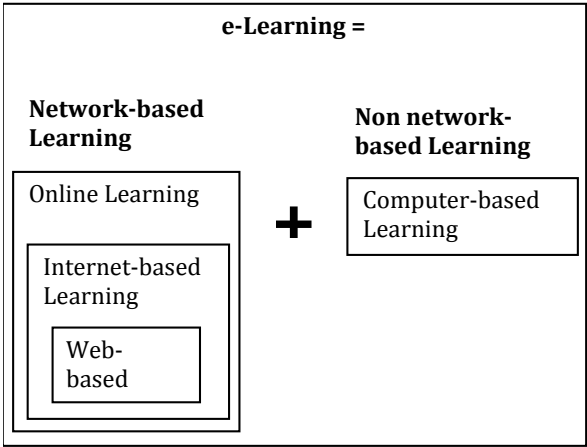 e-Learning =
Network-based
Learning
Online Learning
Internet-based
Learning
Web-
based
+
Non network-
based Learning
Computer-based
Learning